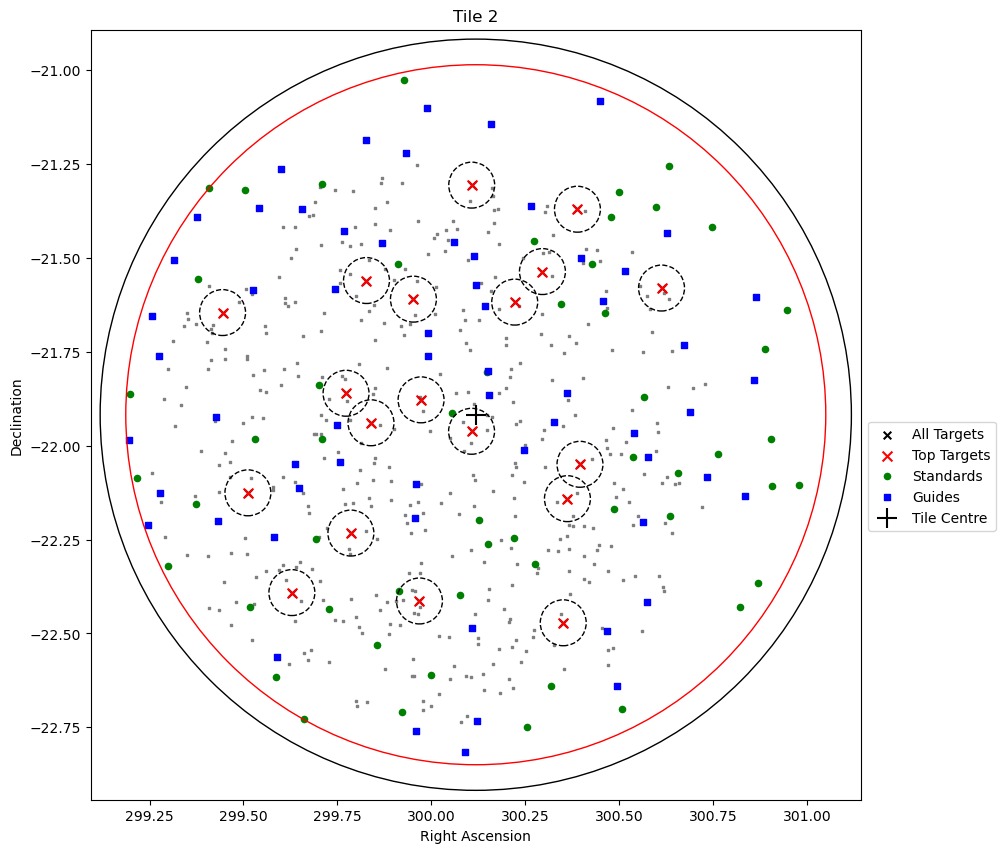 Tile 2
−21.00
−21.25
−21.50
−21.75
−22.00
−22.25
−22.50
−22.75
Declination
299.25
299.50
299.75
300.00
300.25
300.50
300.75
301.00
Right Ascension
All Targets
Top Targets
Standards
Guides
Tile Centre